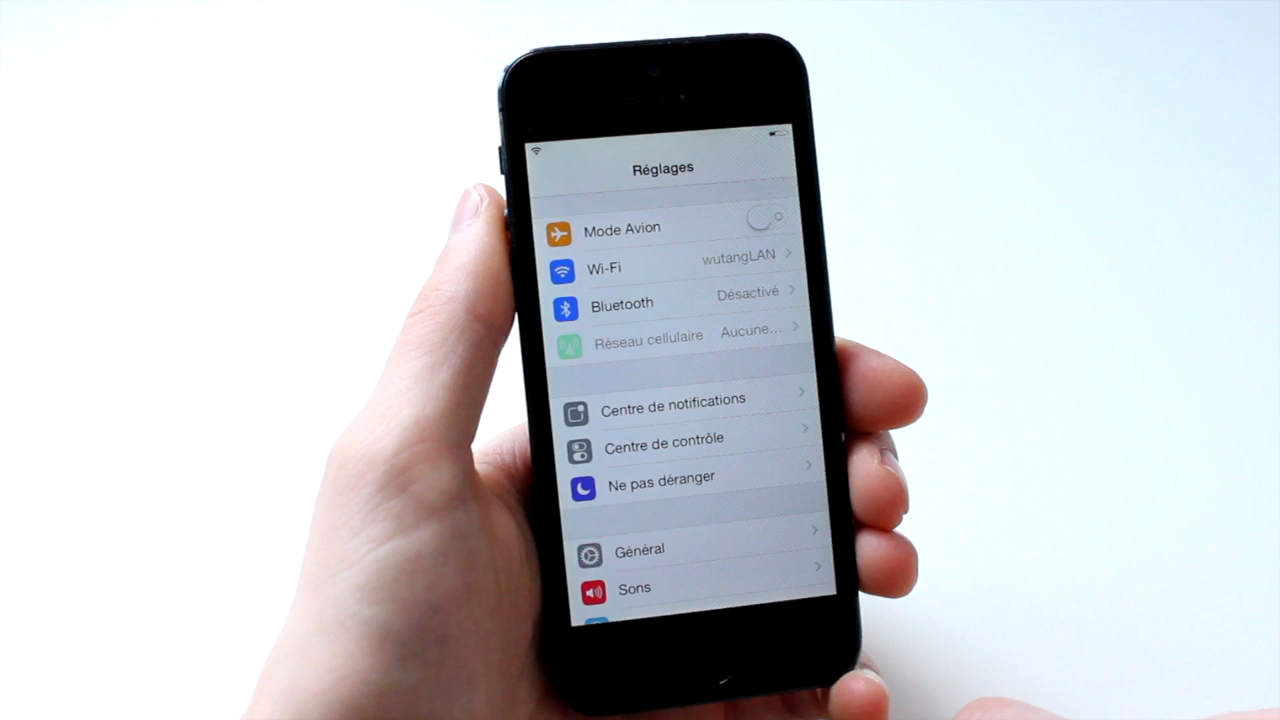 Réglages
Mode Avion
Wi-Fi wutangLAN
Bluetooth Désactivé
Réseau cellulaire Aucune...
Centre de notifications
Centre de contrôle
Ne pas déranger
Général
Sons